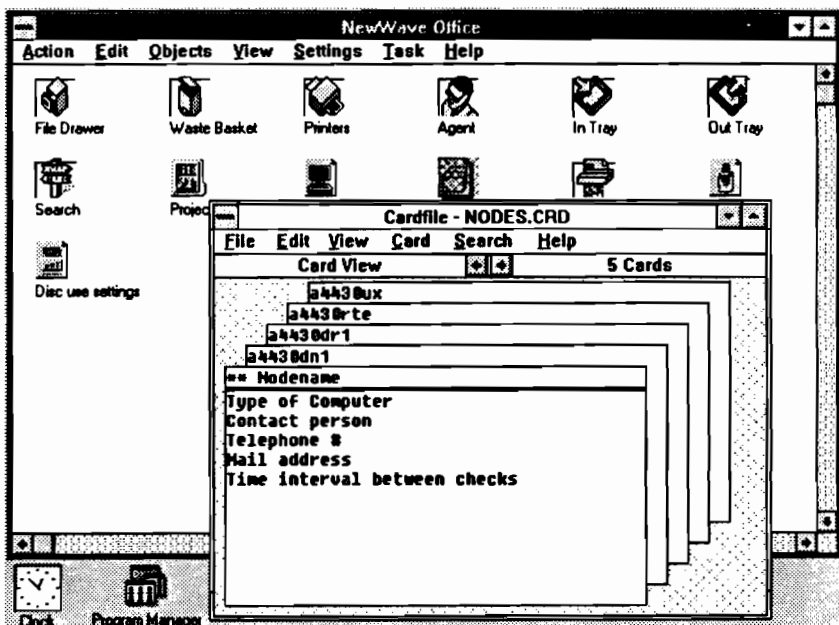 NewWave Office
Action Edit Objects View Settings Task Help
File Drawer Waste Basket Printers Agent In Tray Out Tray
Search Projec
Disc use settings
Cardfile - NODES.CRD
File Edit View Card Search Help
Card View 5 Cards
a4430ux
a4430rte
a4430dr1
a4430dn1
** Nodename
Type of Computer
Contact person
Telephone #
Mail address
Time interval between checks
Clock Program Manager